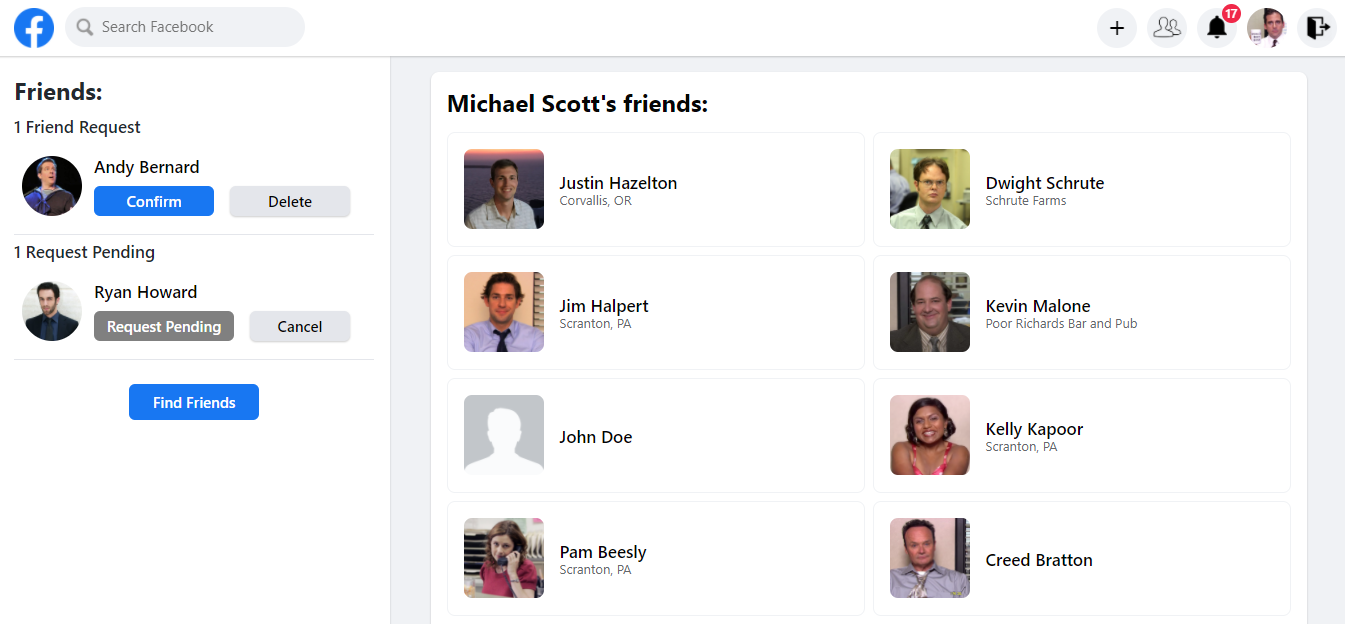 Search Facebook
17
Friends:
1 Friend Request
Andy Bernard
Confirm
Delete
1 Request Pending
Ryan Howard
Request Pending
Cancel
Find Friends
Michael Scott's friends:
Justin Hazelton
Corvallis, OR
Dwight Schrute
Schrute Farms
Jim Halpert
Scranton, PA
Kevin Malone
Poor Richards Bar and Pub
John Doe
Kelly Kapoor
Scranton, PA
Pam Beesly
Scranton, PA
Creed Bratton